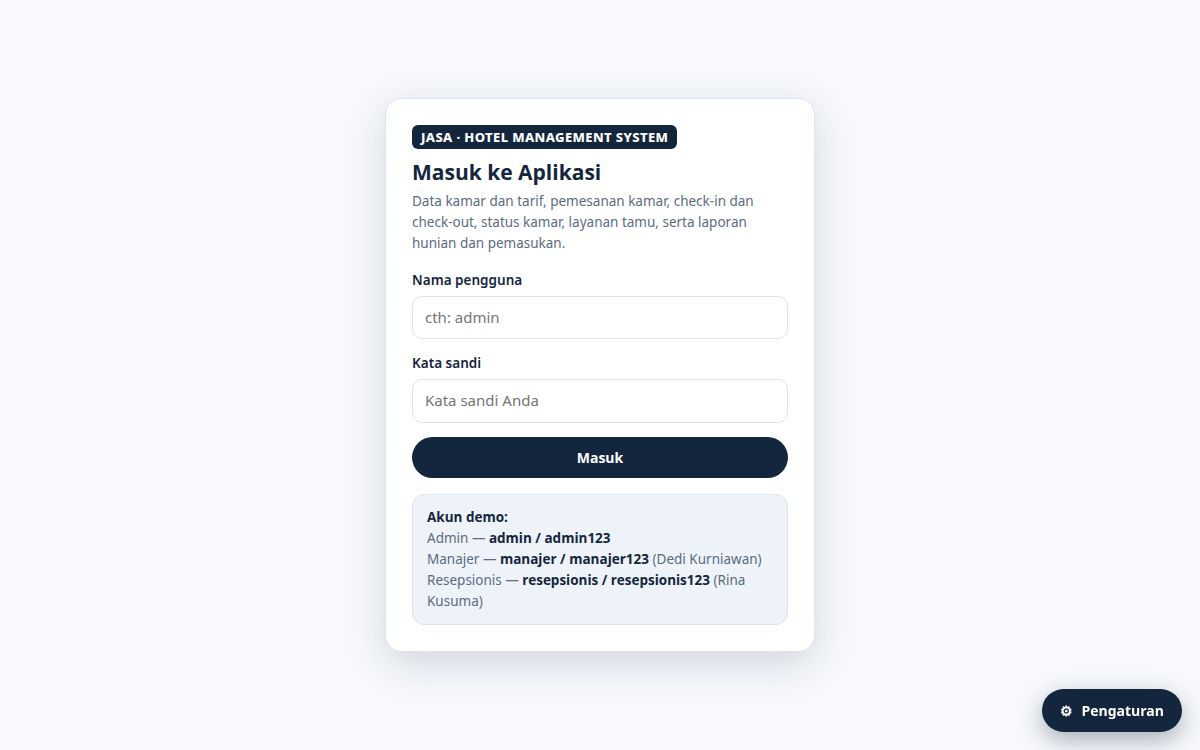 JASA · HOTEL MANAGEMENT SYSTEM
Masuk ke Aplikasi
Data kamar dan tarif, pemesanan kamar, check-in dan
check-out, status kamar, layanan tamu, serta laporan
hunian dan pemasukan.
Nama pengguna
cth: admin
Kata sandi
Kata sandi Anda
Masuk
Akun demo:
Admin — admin / admin123
Manajer — manajer / manajer123 (Dedi Kurniawan)
Resepsionis — resepsionis / resepsionis123 (Rina
Kusuma)
⚙ Pengaturan